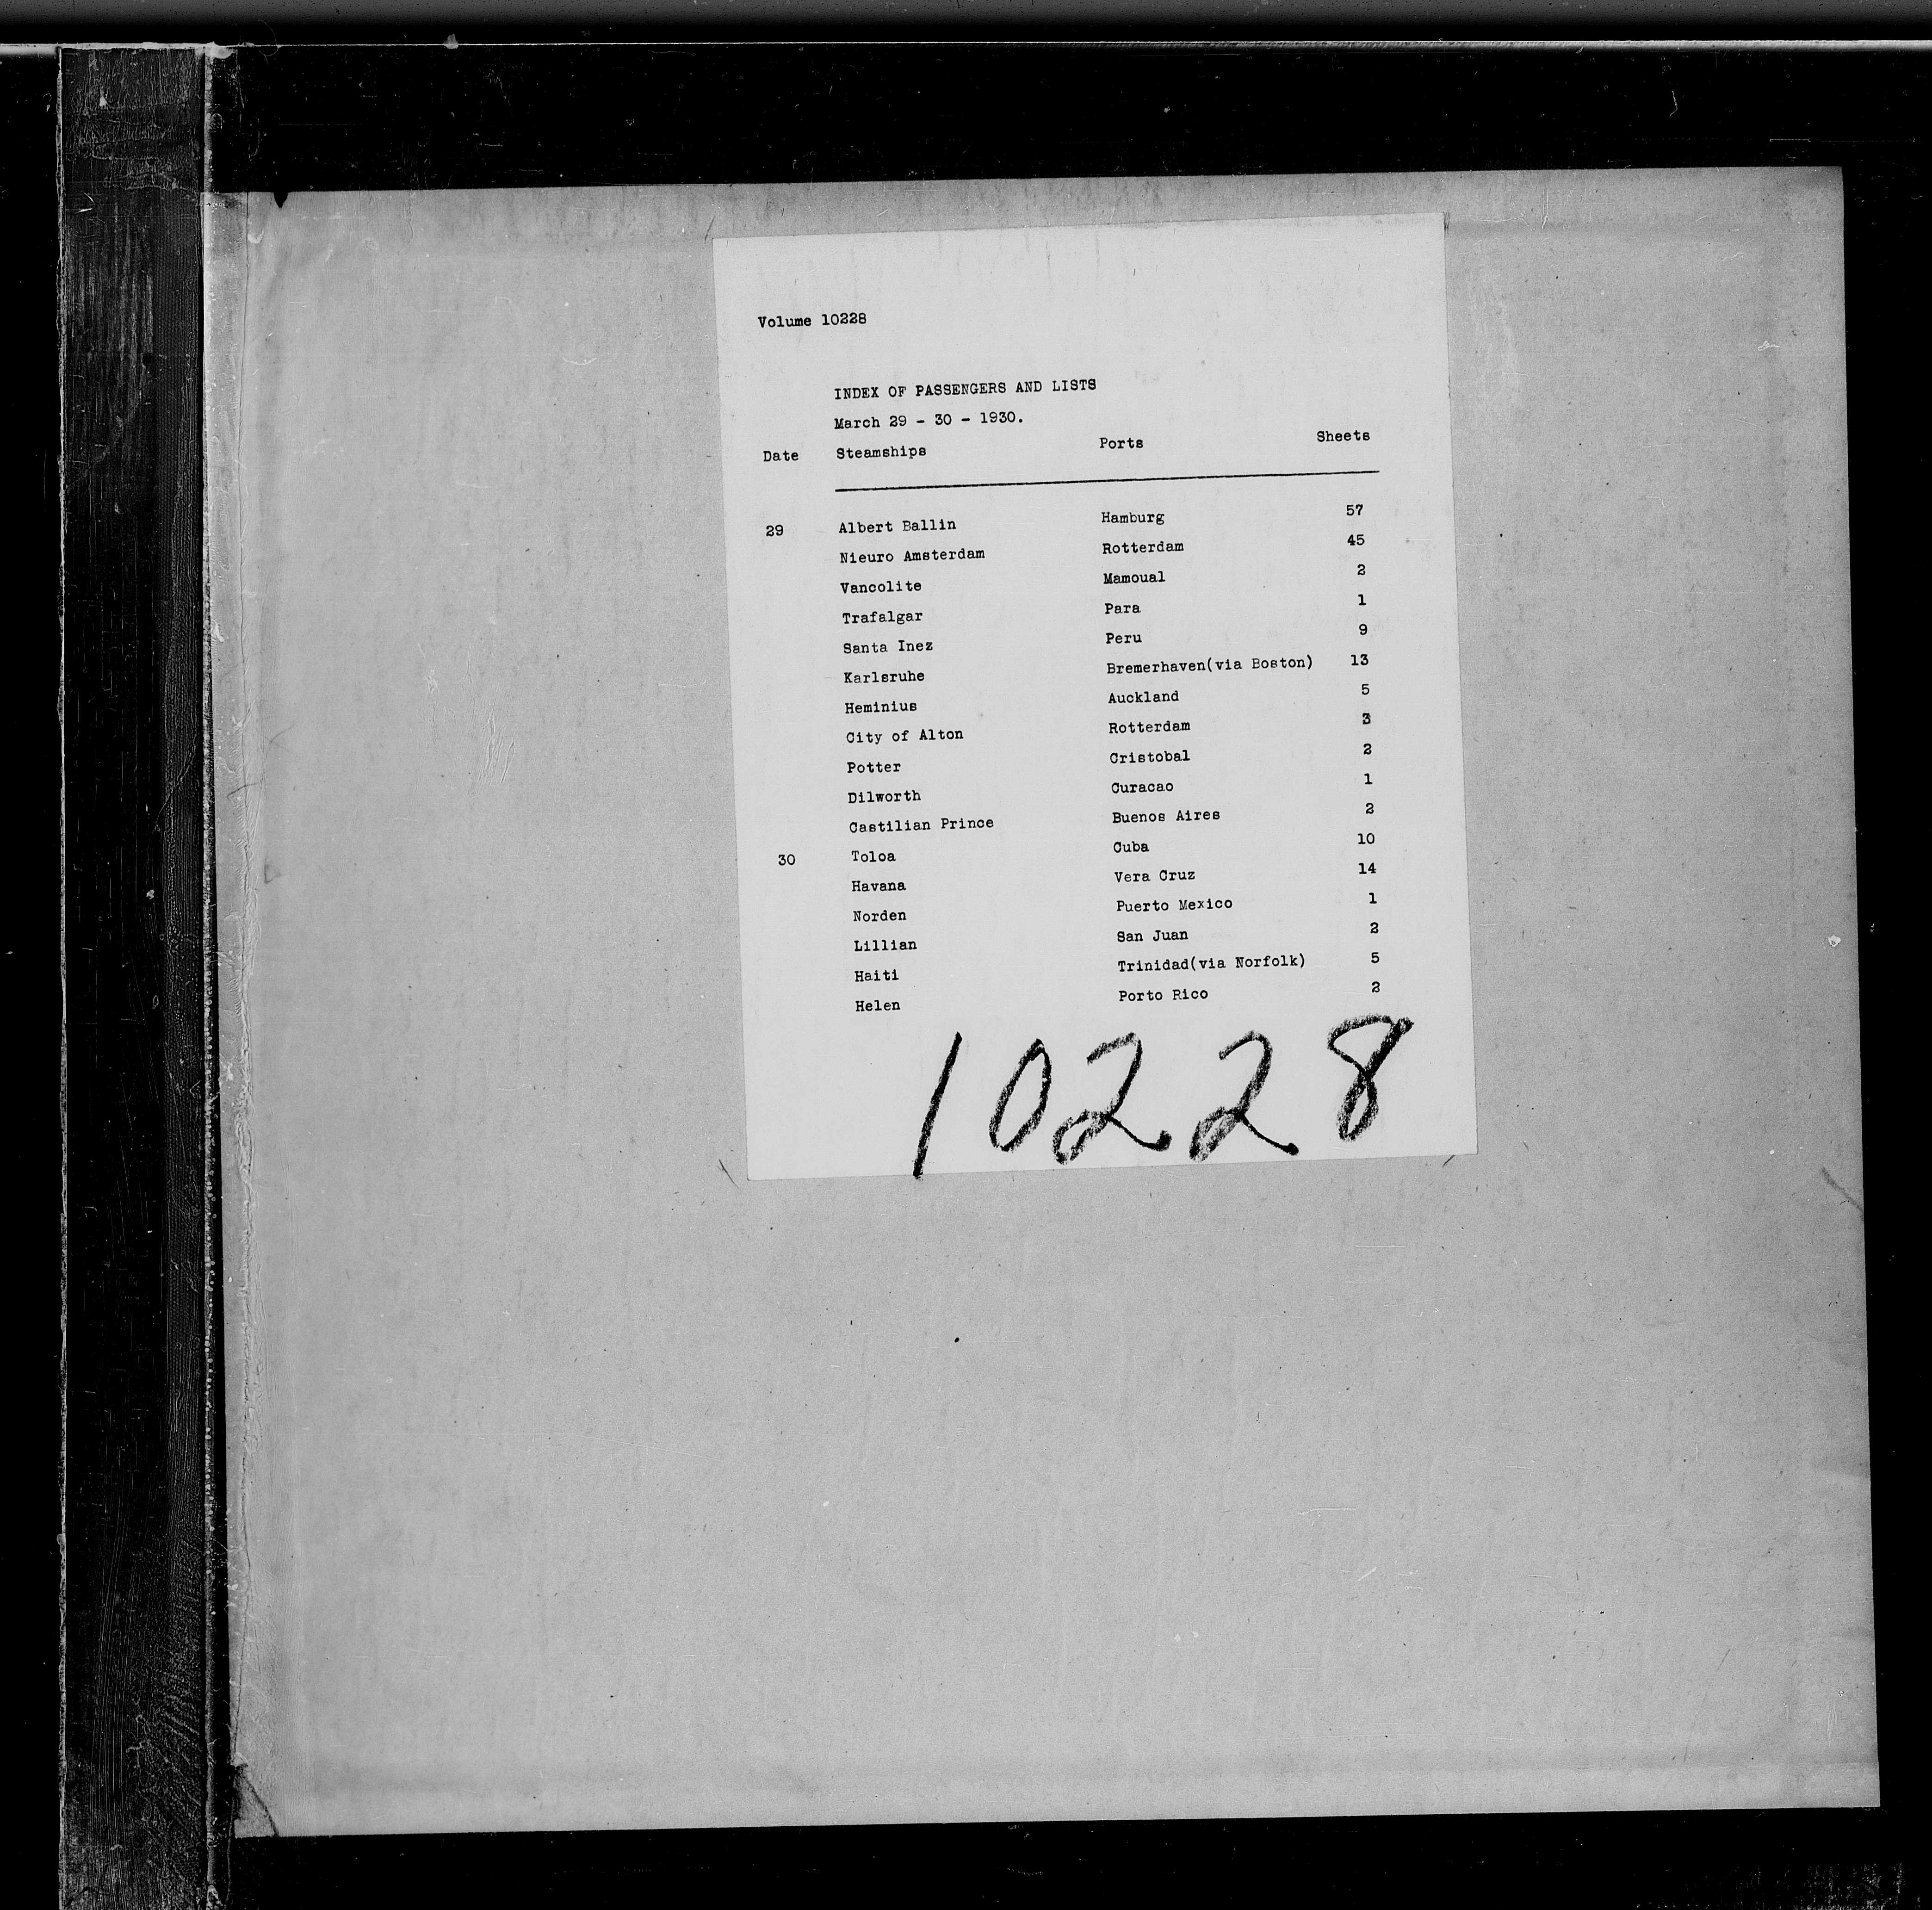 Volume 10228
INDEX OF PASSENGERS AND LISTS
March 29 - 30 - 1930.
Date Steamships Ports Sheets
29 Albert Ballin Hamburg 57
Nieuro Amsterdam Rotterdam 45
Vancolite Mamoual 2
Trafalgar Para 1
Santa Inez Peru 9
Karlsruhe Bremerhaven(via Boston) 13
Heminius Auckland 5
City of Alton Rotterdam 3
Potter Cristobal 2
Dilworth Curacao 1
Castilian Prince Buenos Aires 2
30 Toloa Cuba 10
Havana Vera Cruz 14
Norden Puerto Mexico 1
Lillian San Juan 2
Haiti Trinidad(via Norfolk) 5
Helen Porto Rico 2
10228